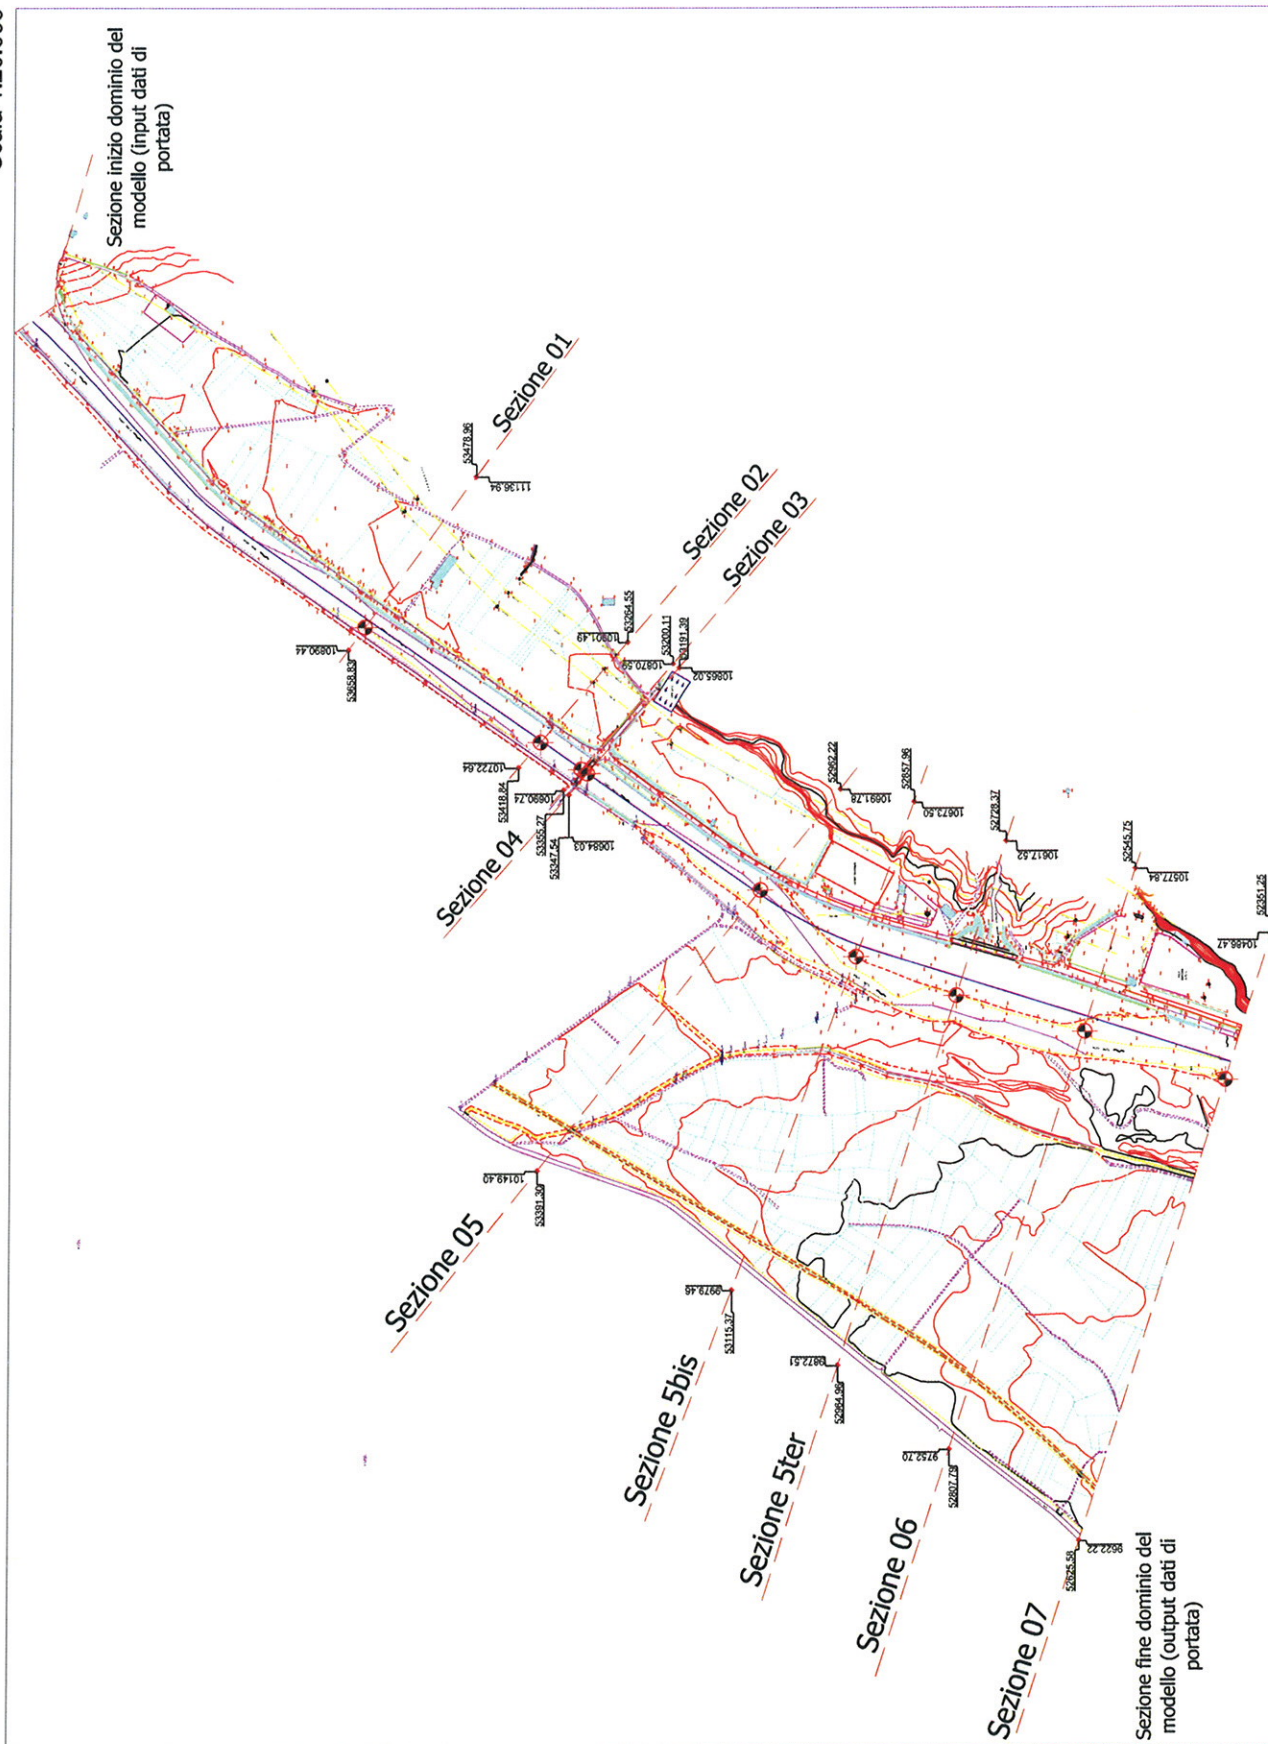 Sezione inizio dominio del
modello (input dati di
portata)
Sezione 01
53478.96
11136.94
10890.44
53658.83
Sezione 02
Sezione 03
53264.55
10901.49
53200.11
10870.59
53191.39
10865.02
10722.64
53418.84
10690.74
53355.27
53347.54
10684.03
Sezione 04
52962.22
10691.78
52857.96
10673.50
52728.37
10617.52
52545.75
10577.84
52351.25
10486.47
Sezione 05
10149.40
53391.30
Sezione 5bis
9979.46
53115.37
Sezione 5ter
9872.51
52964.96
Sezione 06
9752.70
52807.79
Sezione 07
52625.58
9622.22
Sezione fine dominio del
modello (output dati di
portata)